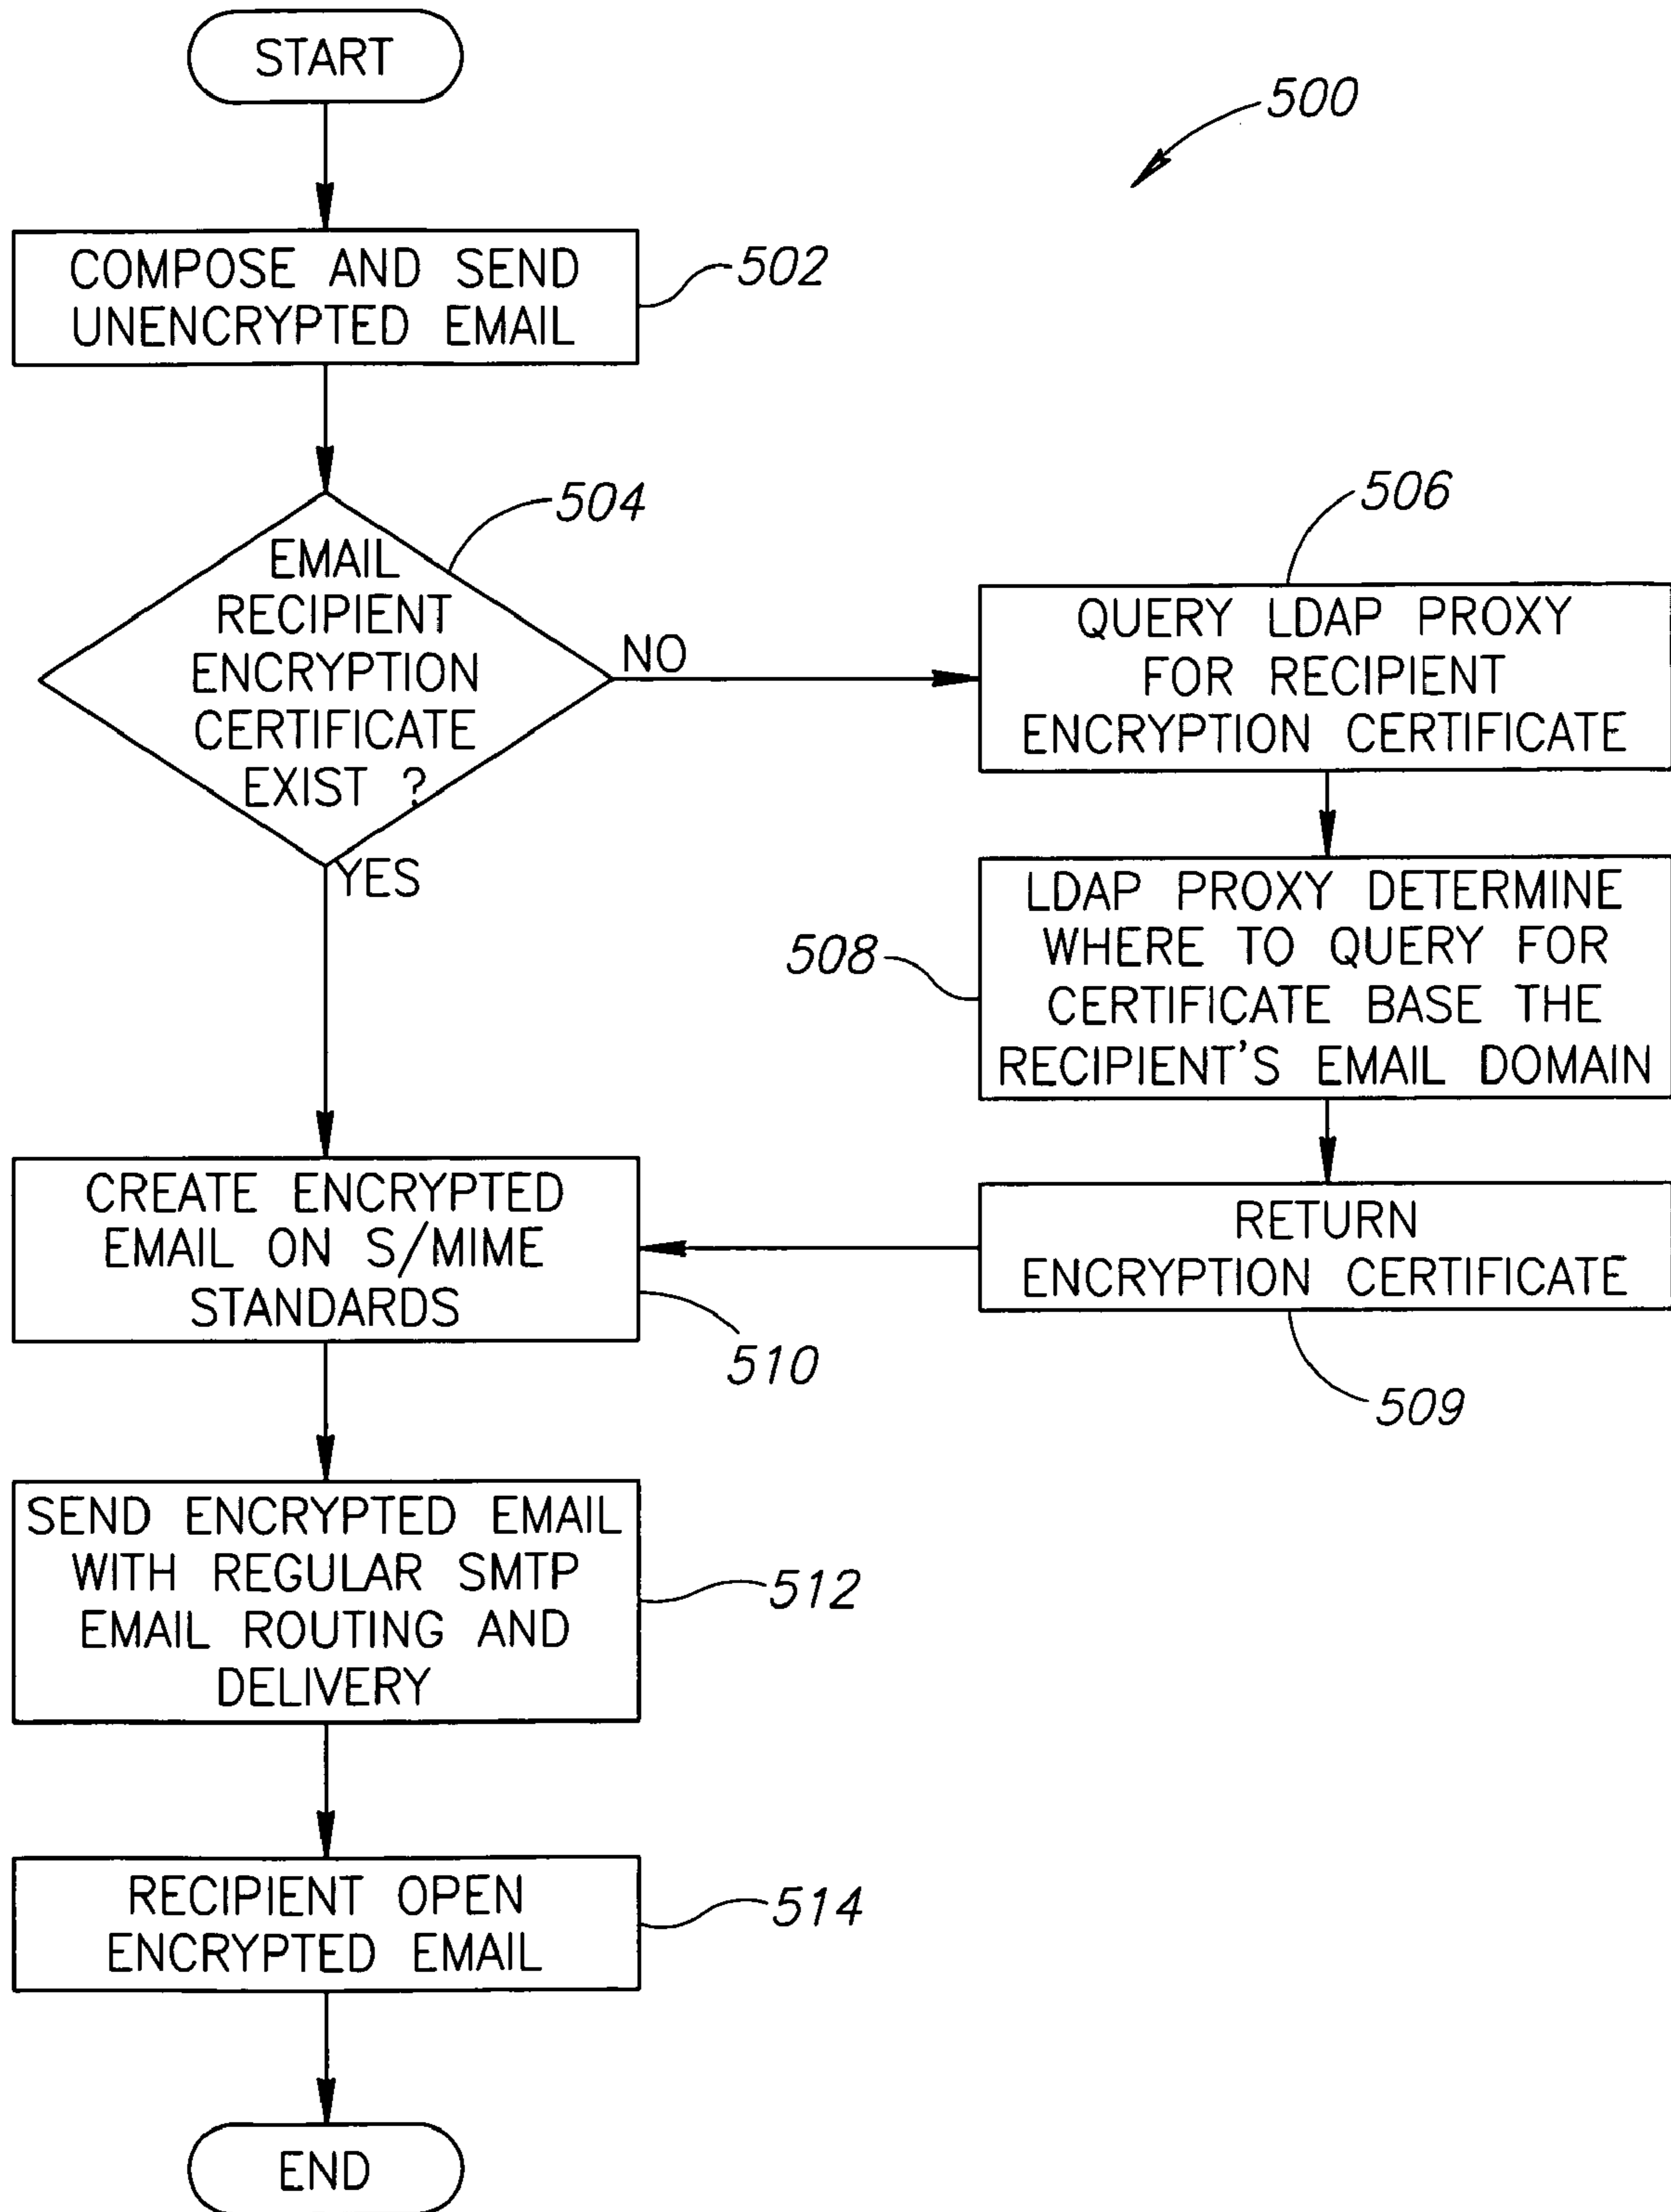 START
500
COMPOSE AND SEND
UNENCRYPTED EMAIL
502
504
EMAIL
RECIPIENT
ENCRYPTION
CERTIFICATE
EXIST ?
NO
YES
506
QUERY LDAP PROXY
FOR RECIPIENT
ENCRYPTION CERTIFICATE
508
LDAP PROXY DETERMINE
WHERE TO QUERY FOR
CERTIFICATE BASE THE
RECIPIENT'S EMAIL DOMAIN
RETURN
ENCRYPTION CERTIFICATE
509
CREATE ENCRYPTED
EMAIL ON S/MIME
STANDARDS
510
SEND ENCRYPTED EMAIL
WITH REGULAR SMTP
EMAIL ROUTING AND
DELIVERY
512
RECIPIENT OPEN
ENCRYPTED EMAIL
514
END